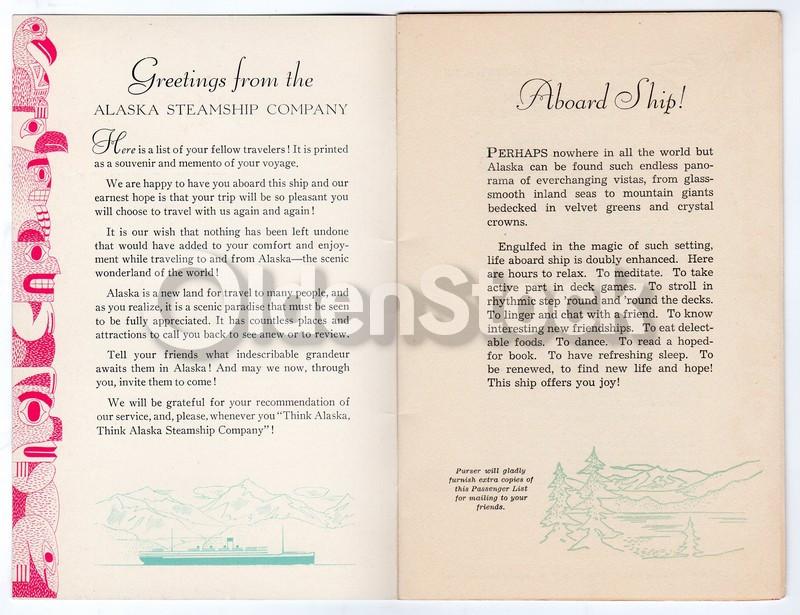 Greetings from the
ALASKA STEAMSHIP COMPANY
Here is a list of your fellow travelers! It is printed
as a souvenir and memento of your voyage.
We are happy to have you aboard this ship and our
earnest hope is that your trip will be so pleasant you
will choose to travel with us again and again!
It is our wish that nothing has been left undone
that would have added to your comfort and enjoy-
ment while traveling to and from Alaska—the scenic
wonderland of the world!
Alaska is a new land for travel to many people, and
as you realize, it is a scenic paradise that must be seen
to be fully appreciated. It has countless places and
attractions to call you back to see anew or to review.
Tell your friends what indescribable grandeur
awaits them in Alaska! And may we now, through
you, invite them to come!
We will be grateful for your recommendation of
our service, and, please, whenever you "Think Alaska,
Think Alaska Steamship Company"!
Aboard Ship!
PERHAPS nowhere in all the world but
Alaska can be found such endless pano-
rama of everchanging vistas, from glass-
smooth inland seas to mountain giants
bedecked in velvet greens and crystal
crowns.
Engulfed in the magic of such setting,
life aboard ship is doubly enhanced. Here
are hours to relax. To meditate. To take
active part in deck games. To stroll in
rhythmic step 'round and 'round the decks.
To linger and chat with a friend. To know
interesting new friendships. To eat delect-
able foods. To dance. To read a hoped-
for book. To have refreshing sleep. To
be renewed, to find new life and hope!
This ship offers you joy!
Purser will gladly
furnish extra copies of
this Passenger List
for mailing to your
friends.
©OldenStock